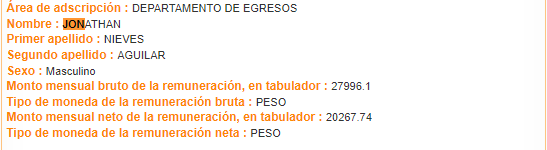 Área de adscripción : DEPARTAMENTO DE EGRESOS
Nombre : JONATHAN
Primer apellido : NIEVES
Segundo apellido : AGUILAR
Sexo : Masculino
Monto mensual bruto de la remuneración, en tabulador : 27996.1
Tipo de moneda de la remuneración bruta : PESO
Monto mensual neto de la remuneración, en tabulador : 20267.74
Tipo de moneda de la remuneración neta : PESO